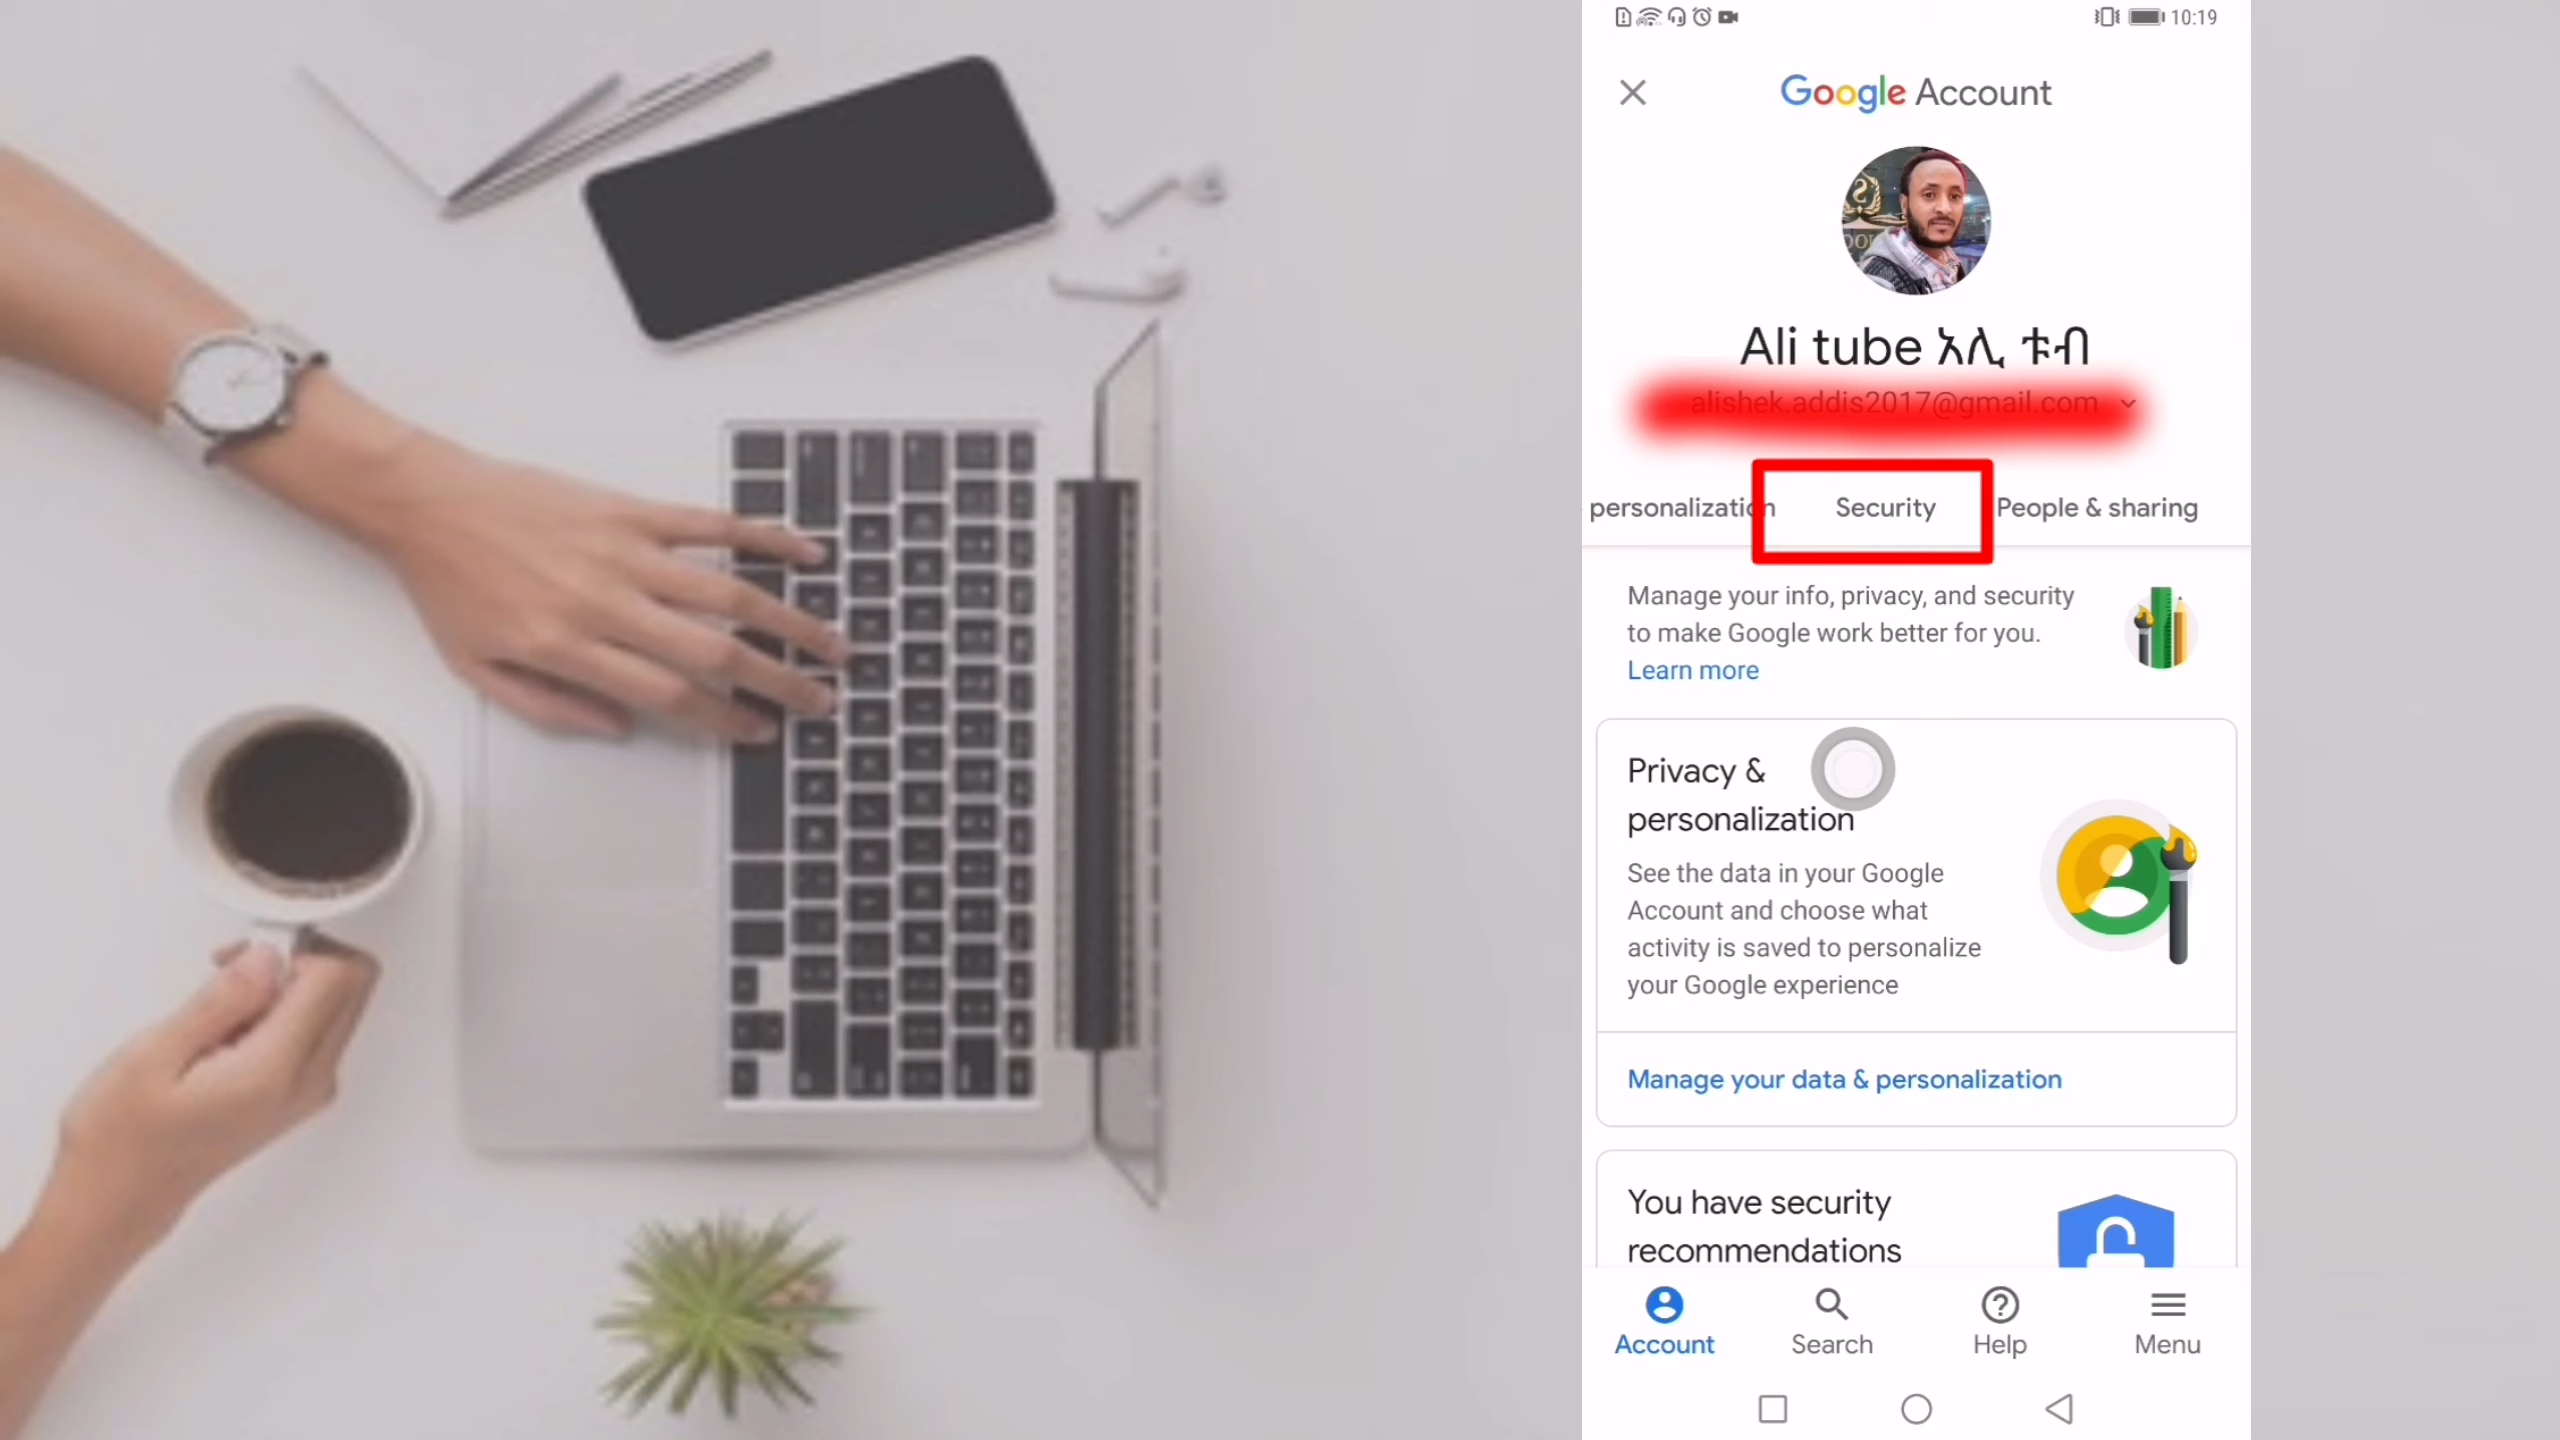 10:19
Google Account
Ali tube አሊ ቱብ
personalization Security People & sharing
Manage your info, privacy, and security
to make Google work better for you.
Learn more
Privacy &
personalization
See the data in your Google
Account and choose what
activity is saved to personalize
your Google experience
Manage your data & personalization
You have security
recommendations
Account Search Help Menu